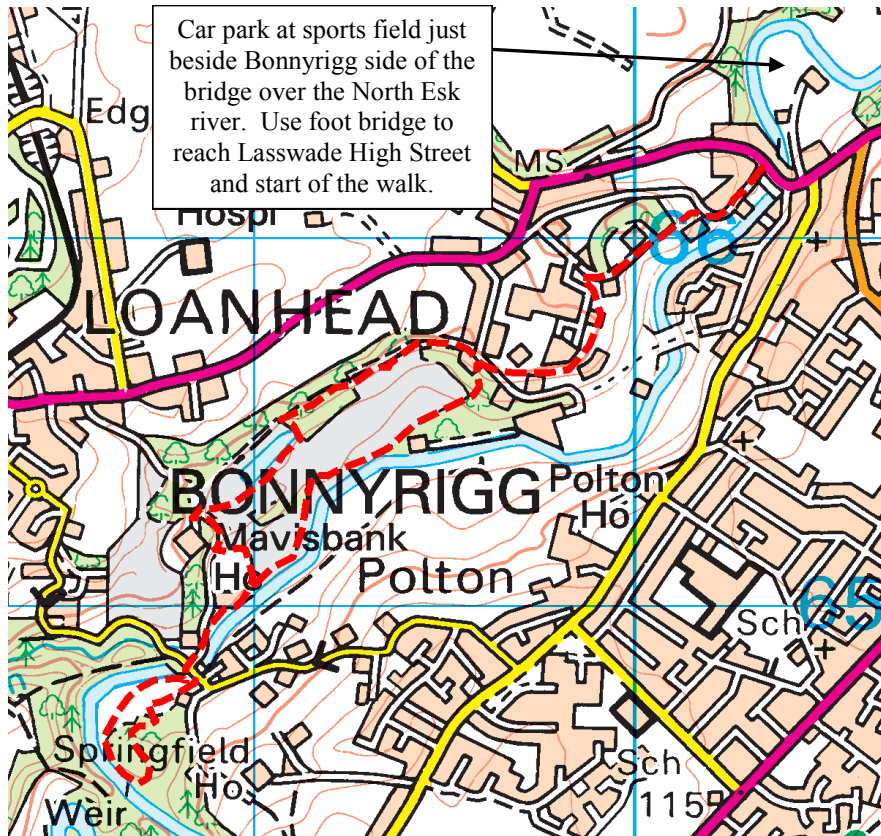 Car park at sports field just
beside Bonnyrigg side of the
bridge over the North Esk
river. Use foot bridge to
reach Lasswade High Street
and start of the walk.
Edg
MS
Hospl
06
LOANHEAD
BONNYRIGG
Polton
Ho
Mavisbank
Ho
Polton
65
Sch
Springfield
Ho
Weir
Sch
115